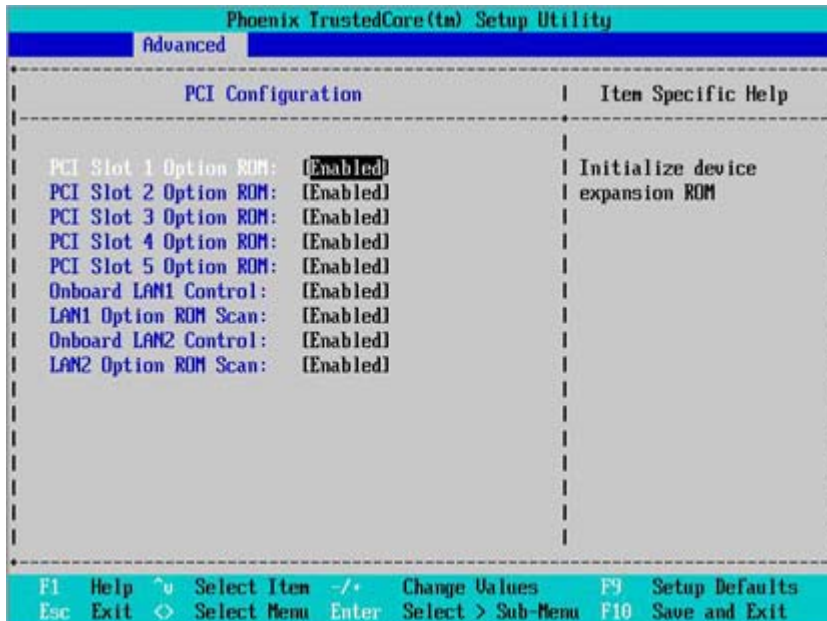 Phoenix TrustedCore(tm) Setup Utility
Advanced
PCI Configuration
Item Specific Help
PCI Slot 1 Option ROM: [Enabled]
Initialize device
PCI Slot 2 Option ROM: [Enabled]
expansion ROM
PCI Slot 3 Option ROM: [Enabled]
PCI Slot 4 Option ROM: [Enabled]
PCI Slot 5 Option ROM: [Enabled]
Onboard LAN1 Control: [Enabled]
LAN1 Option ROM Scan: [Enabled]
Onboard LAN2 Control: [Enabled]
LAN2 Option ROM Scan: [Enabled]
F1 Help ^v Select Item -/+ Change Values F9 Setup Defaults
Esc Exit <> Select Menu Enter Select > Sub-Menu F10 Save and Exit